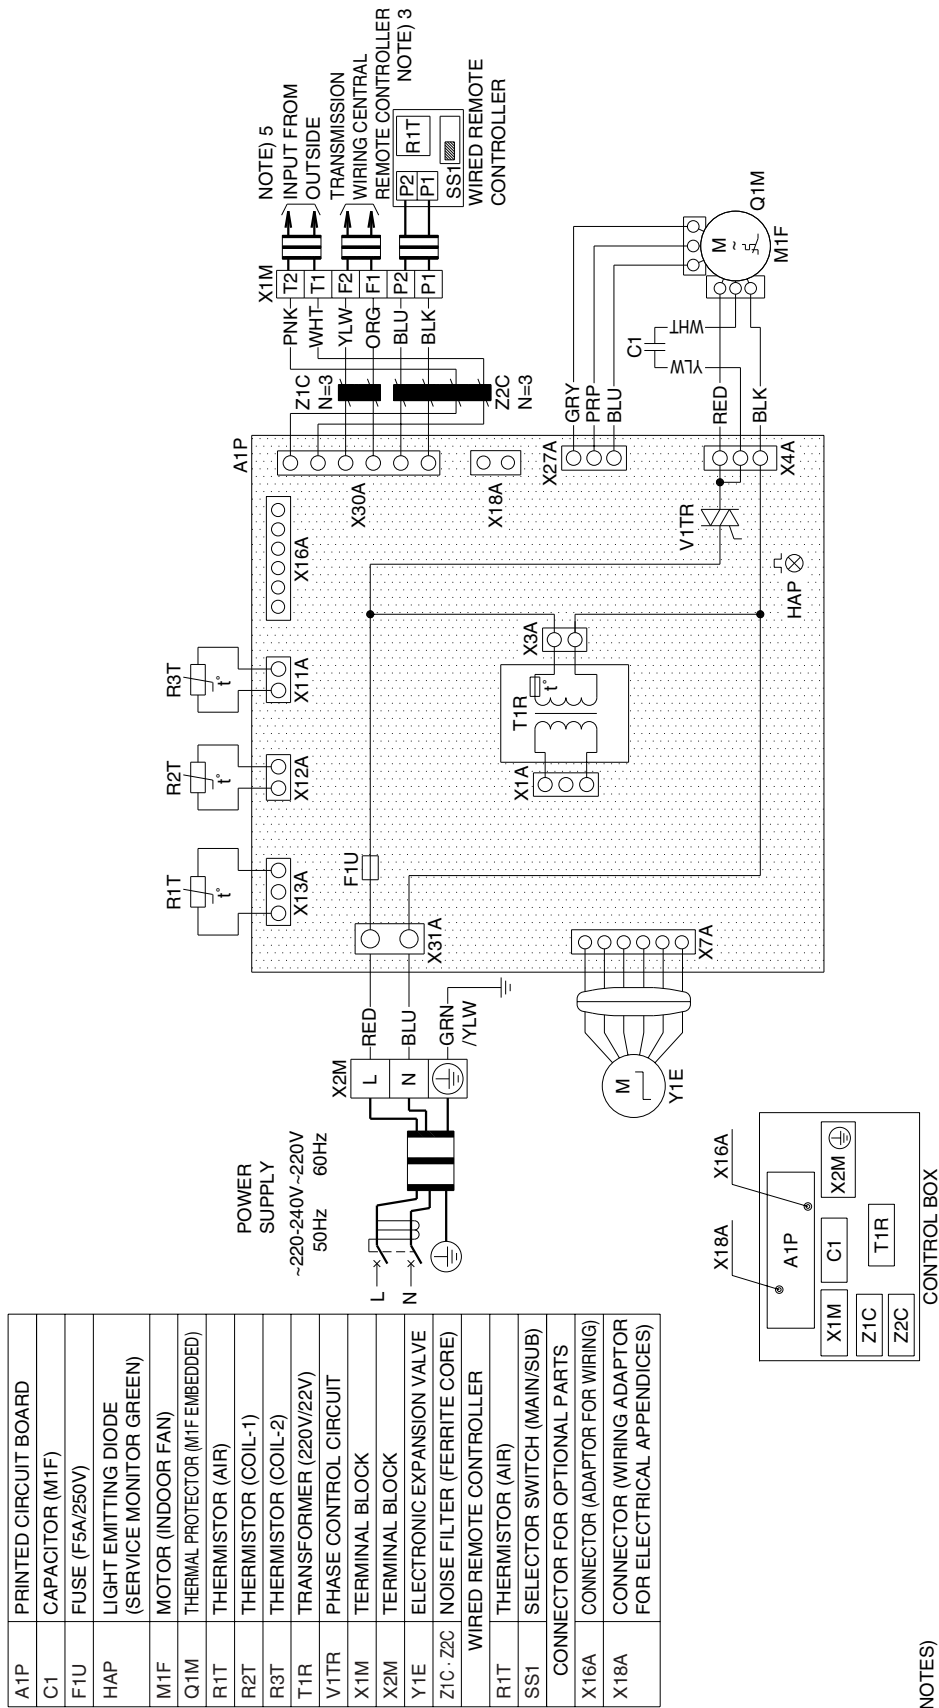 A1P PRINTED CIRCUIT BOARD
C1 CAPACITOR (M1F)
F1U FUSE (F5A/250V)
HAP LIGHT EMITTING DIODE
(SERVICE MONITOR GREEN)
M1F MOTOR (INDOOR FAN)
Q1M THERMAL PROTECTOR (M1F EMBEDDED)
R1T THERMISTOR (AIR)
R2T THERMISTOR (COIL-1)
R3T THERMISTOR (COIL-2)
T1R TRANSFORMER (220V/22V)
V1TR PHASE CONTROL CIRCUIT
X1M TERMINAL BLOCK
X2M TERMINAL BLOCK
Y1E ELECTRONIC EXPANSION VALVE
Z1C · Z2C NOISE FILTER (FERRITE CORE)
WIRED REMOTE CONTROLLER
R1T THERMISTOR (AIR)
SS1 SELECTOR SWITCH (MAIN/SUB)
CONNECTOR FOR OPTIONAL PARTS
X16A CONNECTOR (ADAPTOR FOR WIRING)
X18A CONNECTOR (WIRING ADAPTOR
FOR ELECTRICAL APPENDICES)
NOTES)
POWER
SUPPLY
~220-240V~220V
50Hz 60Hz
L
N
X2M
L
N
RED
BLU
GRN
/YLW
R1T
t°
X13A
R2T
t°
X12A
R3T
t°
X11A
X16A
A1P
X31A
F1U
X30A
X18A
X1A
T1R
t°
X3A
V1TR
HAP
X7A
M
Y1E
X27A
X4A
GRY
PRP
BLU
RED
BLK
YLW
C1
WHT
M
~
Q1M
M1F
Z1C
N=3
Z2C
N=3
PNK
WHT
YLW
ORG
BLU
BLK
X1M
T2
T1
F2
F1
P2
P1
NOTE) 5
INPUT FROM
OUTSIDE
TRANSMISSION
WIRING CENTRAL
REMOTE CONTROLLER
NOTE) 3
P2
P1
R1T
SS1
WIRED REMOTE
CONTROLLER
X18A
X16A
A1P
X1M
C1
X2M
Z1C
T1R
Z2C
CONTROL BOX